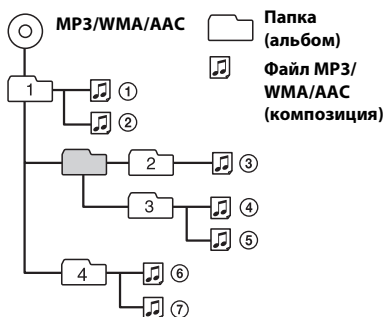 MP3/WMA/AAC
Папка
(альбом)
Файл MP3/
WMA/AAC
(композиция)
1
①
②
2
③
3
④
⑤
4
⑥
⑦